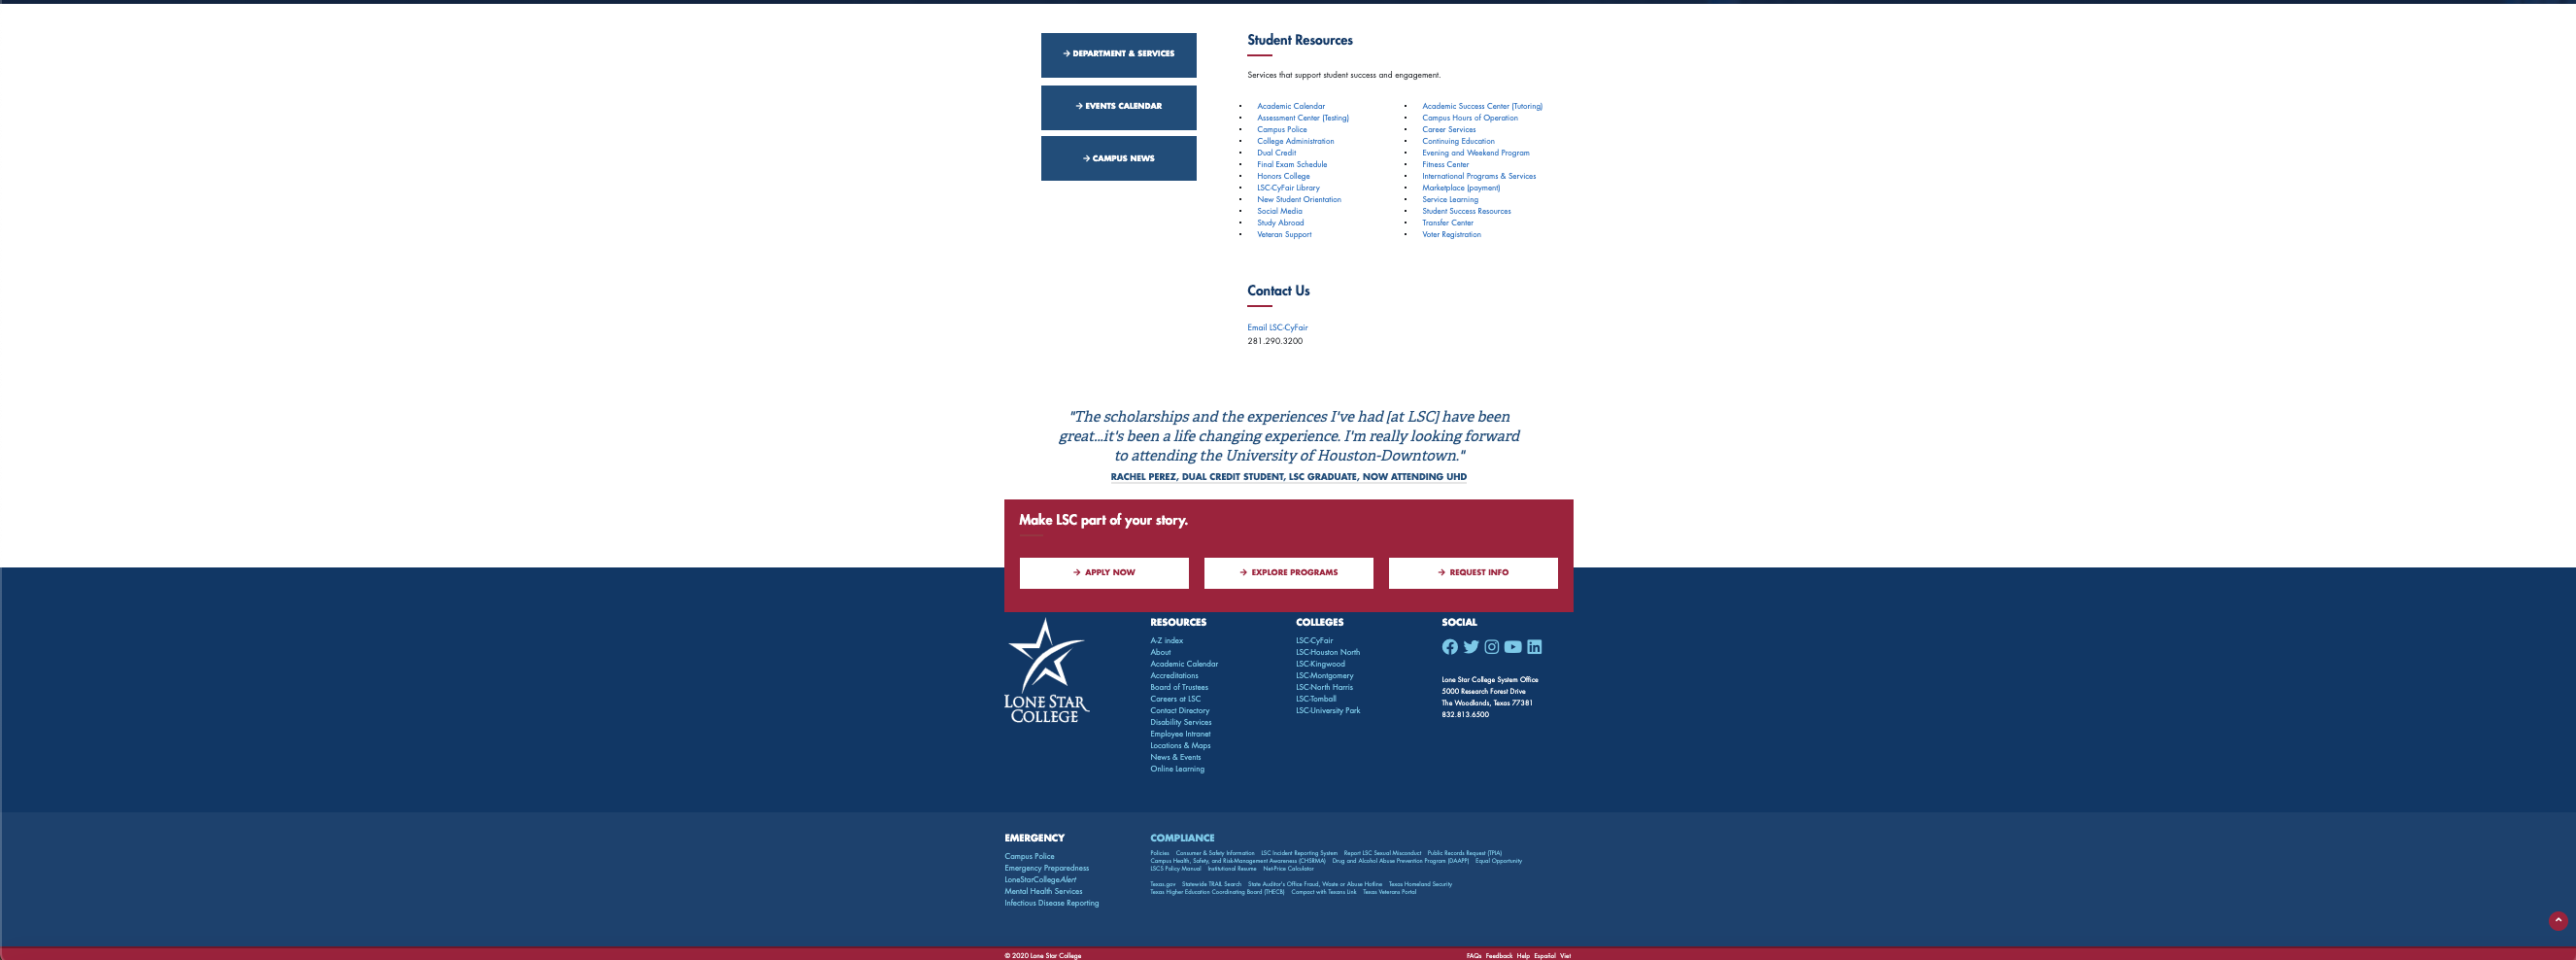 → DEPARTMENT & SERVICES
→ EVENTS CALENDAR
→ CAMPUS NEWS
Student Resources
Services that support student success and engagement.
• Academic Calendar
• Assessment Center (Testing)
• Campus Police
• College Administration
• Dual Credit
• Final Exam Schedule
• Honors College
• LSC-CyFair Library
• New Student Orientation
• Social Media
• Study Abroad
• Veteran Support
• Academic Success Center (Tutoring)
• Campus Hours of Operation
• Career Services
• Continuing Education
• Evening and Weekend Program
• Fitness Center
• International Programs & Services
• Marketplace (payment)
• Service Learning
• Student Success Resources
• Transfer Center
• Voter Registration
Contact Us
Email LSC-CyFair
281.290.3200
"The scholarships and the experiences I've had [at LSC] have been
great...it's been a life changing experience. I'm really looking forward
to attending the University of Houston-Downtown."
RACHEL PEREZ, DUAL CREDIT STUDENT, LSC GRADUATE, NOW ATTENDING UHD
Make LSC part of your story.
→ APPLY NOW
→ EXPLORE PROGRAMS
→ REQUEST INFO
LONE STAR
COLLEGE
RESOURCES
A-Z index
About
Academic Calendar
Accreditations
Board of Trustees
Careers at LSC
Contact Directory
Disability Services
Employee Intranet
Locations & Maps
News & Events
Online Learning
COLLEGES
LSC-CyFair
LSC-Houston North
LSC-Kingwood
LSC-Montgomery
LSC-North Harris
LSC-Tomball
LSC-University Park
SOCIAL
Lone Star College System Office
5000 Research Forest Drive
The Woodlands, Texas 77381
832.813.6500
EMERGENCY
Campus Police
Emergency Preparedness
LoneStarCollegeAlert
Mental Health Services
Infectious Disease Reporting
COMPLIANCE
Policies Consumer & Safety Information LSC Incident Reporting System Report LSC Sexual Misconduct Public Records Request (TPIA)
Campus Health, Safety, and Risk-Management Awareness (CHSRMA) Drug and Alcohol Abuse Prevention Program (DAAPP) Equal Opportunity
LSCS Policy Manual Institutional Resume Net-Price Calculator
Texas.gov Statewide TRAIL Search State Auditor's Office Fraud, Waste or Abuse Hotline Texas Homeland Security
Texas Higher Education Coordinating Board (THECB) Compact with Texans Link Texas Veterans Portal
© 2020 Lone Star College
FAQs Feedback Help Español Viet